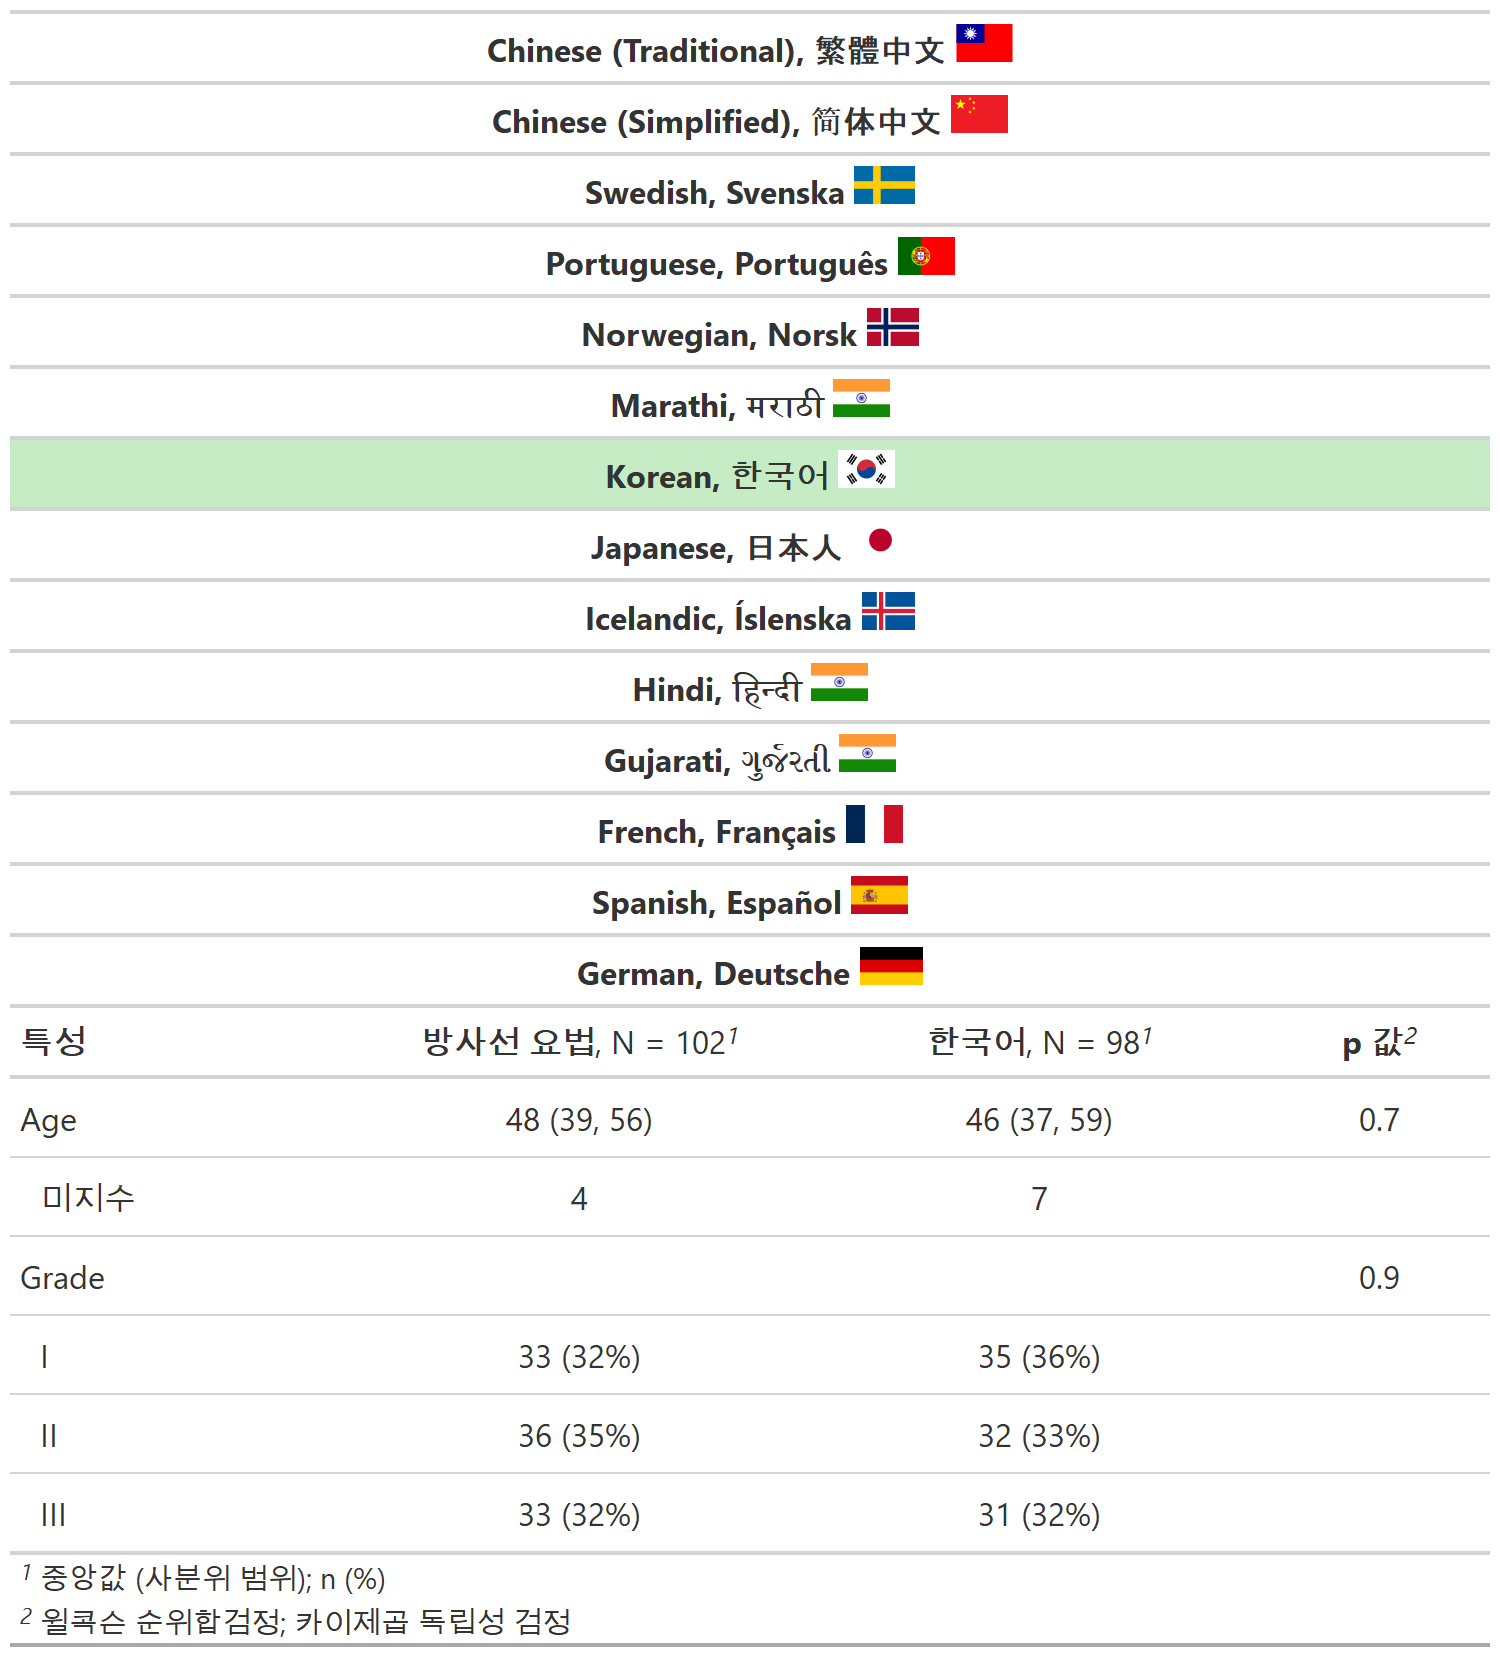 Chinese (Traditional), 繁體中文
Chinese (Simplified), 简体中文
Swedish, Svenska
Portuguese, Português
Norwegian, Norsk
Marathi, मराठी
Korean, 한국어
Japanese, 日本人
Icelandic, Íslenska
Hindi, हिन्दी
Gujarati, ગુર્જરતી
French, Français
Spanish, Español
German, Deutsche
특성 방사선 요법, N = 102¹ 한국어, N = 98¹ p 값²
Age 48 (39, 56) 46 (37, 59) 0.7
미지수 4 7
Grade 0.9
I 33 (32%) 35 (36%)
II 36 (35%) 32 (33%)
III 33 (32%) 31 (32%)
¹ 중앙값 (사분위 범위); n (%)
² 윌콕슨 순위합검정; 카이제곱 독립성 검정